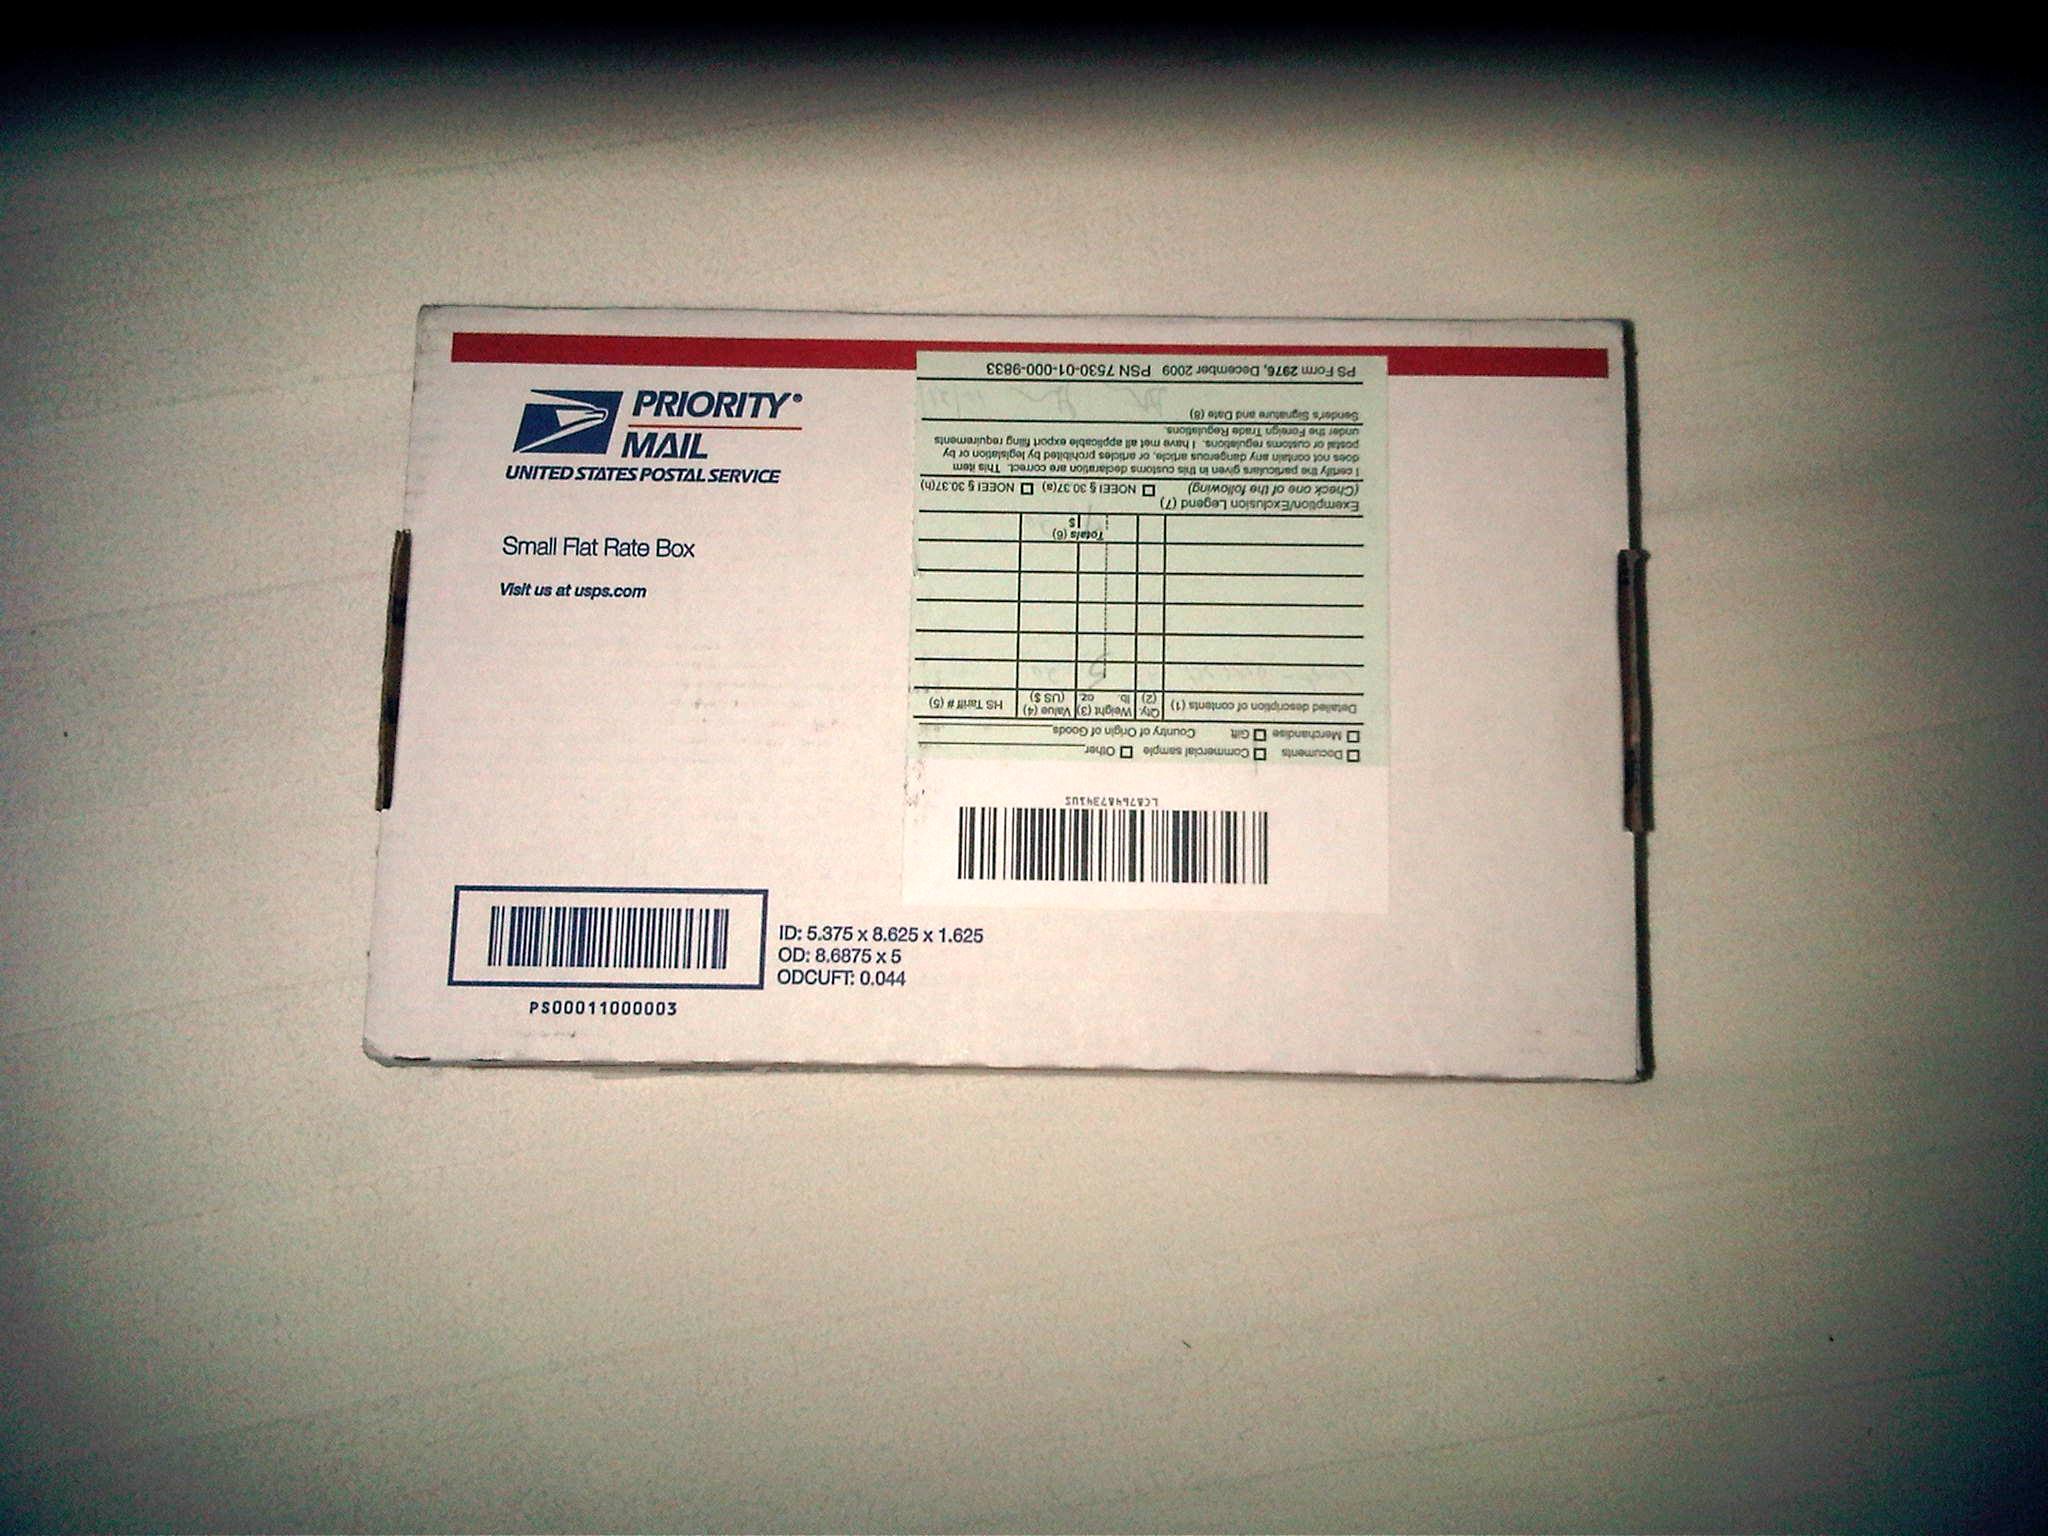 PRIORITY®
MAIL
UNITED STATES POSTAL SERVICE
Small Flat Rate Box
Visit us at usps.com
PS00011000003
ID: 5.375 x 8.625 x 1.625
OD: 8.6875 x 5
ODCUFT: 0.044
LC876487341US
Documents Commercial sample Other
Merchandise Gift Country of Origin of Goods
Detailed description of contents (1) Qty. (2) Weight (3) lb. oz. Value (4) (US $) HS Tariff # (5)
Totals (6)
$
Exemption/Exclusion Legend (7)
(Check one of the following) NOEEI § 30.37(a) NOEEI § 30.37(h)
I certify the particulars given in this customs declaration are correct. This item
does not contain any dangerous article, or articles prohibited by legislation or by
postal or customs regulations. I have met all applicable export filing requirements
under the Foreign Trade Regulations.
Sender's Signature and Date (8)
PS Form 2976, December 2009 PSN 7530-01-000-9833